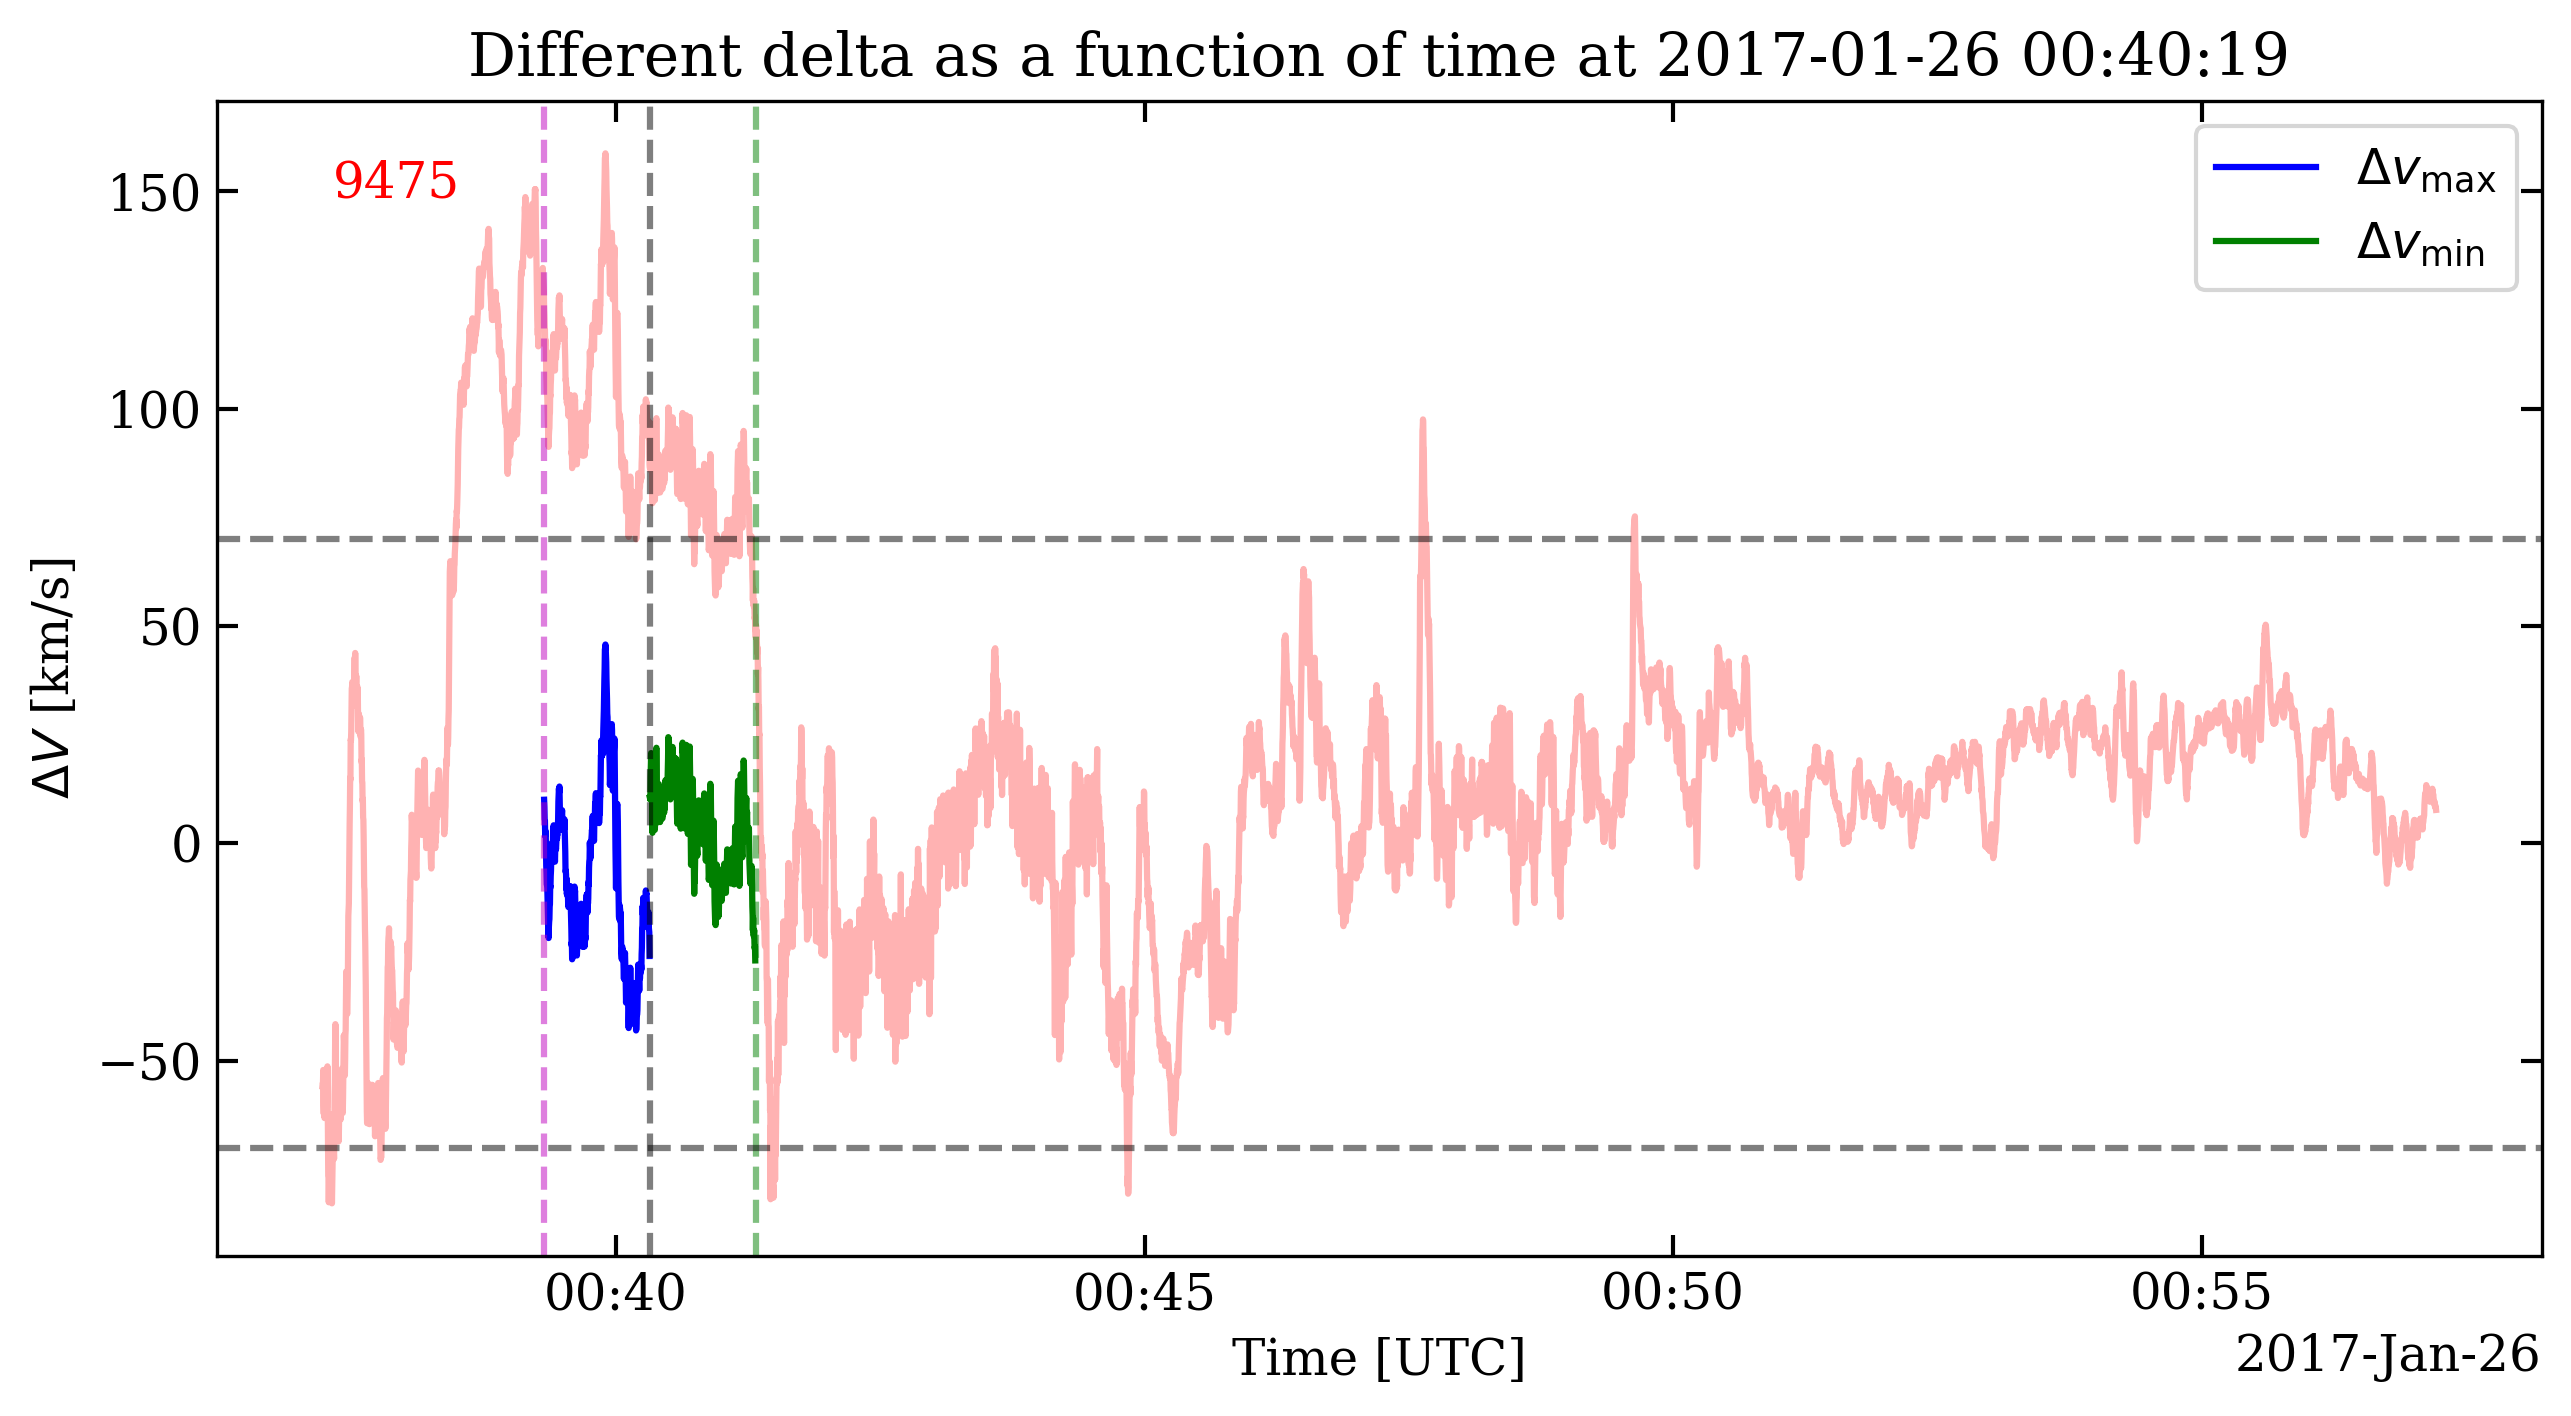 Different delta as a function of time at 2017-01-26 00:40:19
9475
Δv_max
Δv_min
150
100
50
0
−50
ΔV [km/s]
00:40 00:45 00:50 00:55
Time [UTC]
2017-Jan-26